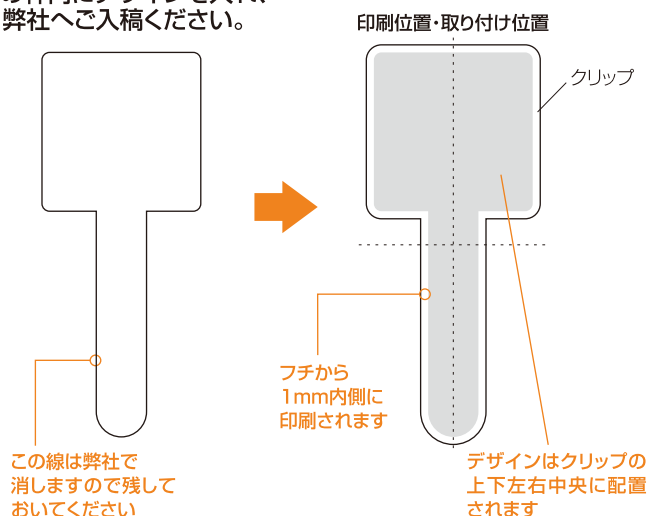 弊社へご入稿ください。
印刷位置・取り付け位置
クリップ
フチから
1mm内側に
印刷されます
この線は弊社で
消しますので残して
おいてください
デザインはクリップの
上下左右中央に配置
されます